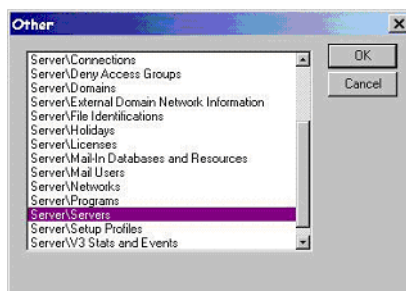 Other
Server\Connections
Server\Deny Access Groups
Server\Domains
Server\External Domain Network Information
Server\File Identifications
Server\Holidays
Server\Licenses
Server\Mail-In Databases and Resources
Server\Mail Users
Server\Networks
Server\Programs
Server\Servers
Server\Setup Profiles
Server\V3 Stats and Events
OK
Cancel